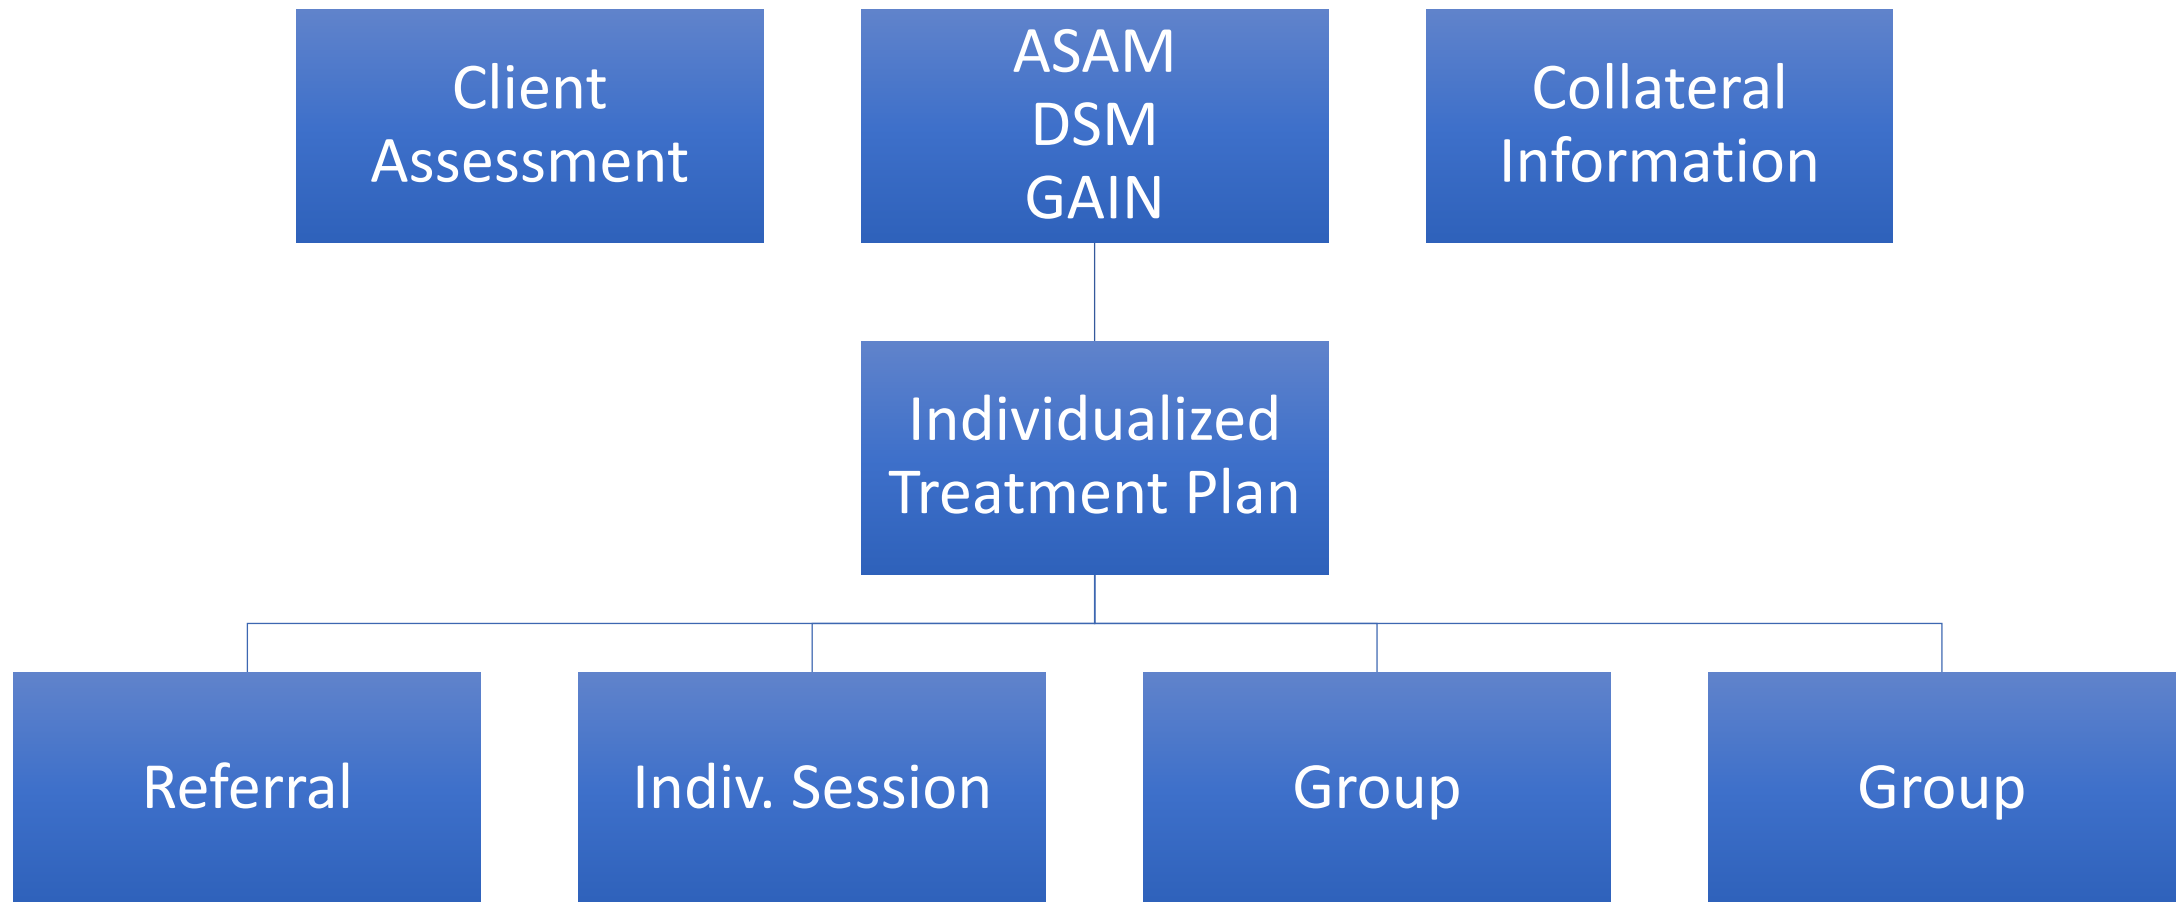 Client
Assessment
ASAM
DSM
GAIN
Collateral
Information
Individualized
Treatment Plan
Referral
Indiv. Session
Group
Group